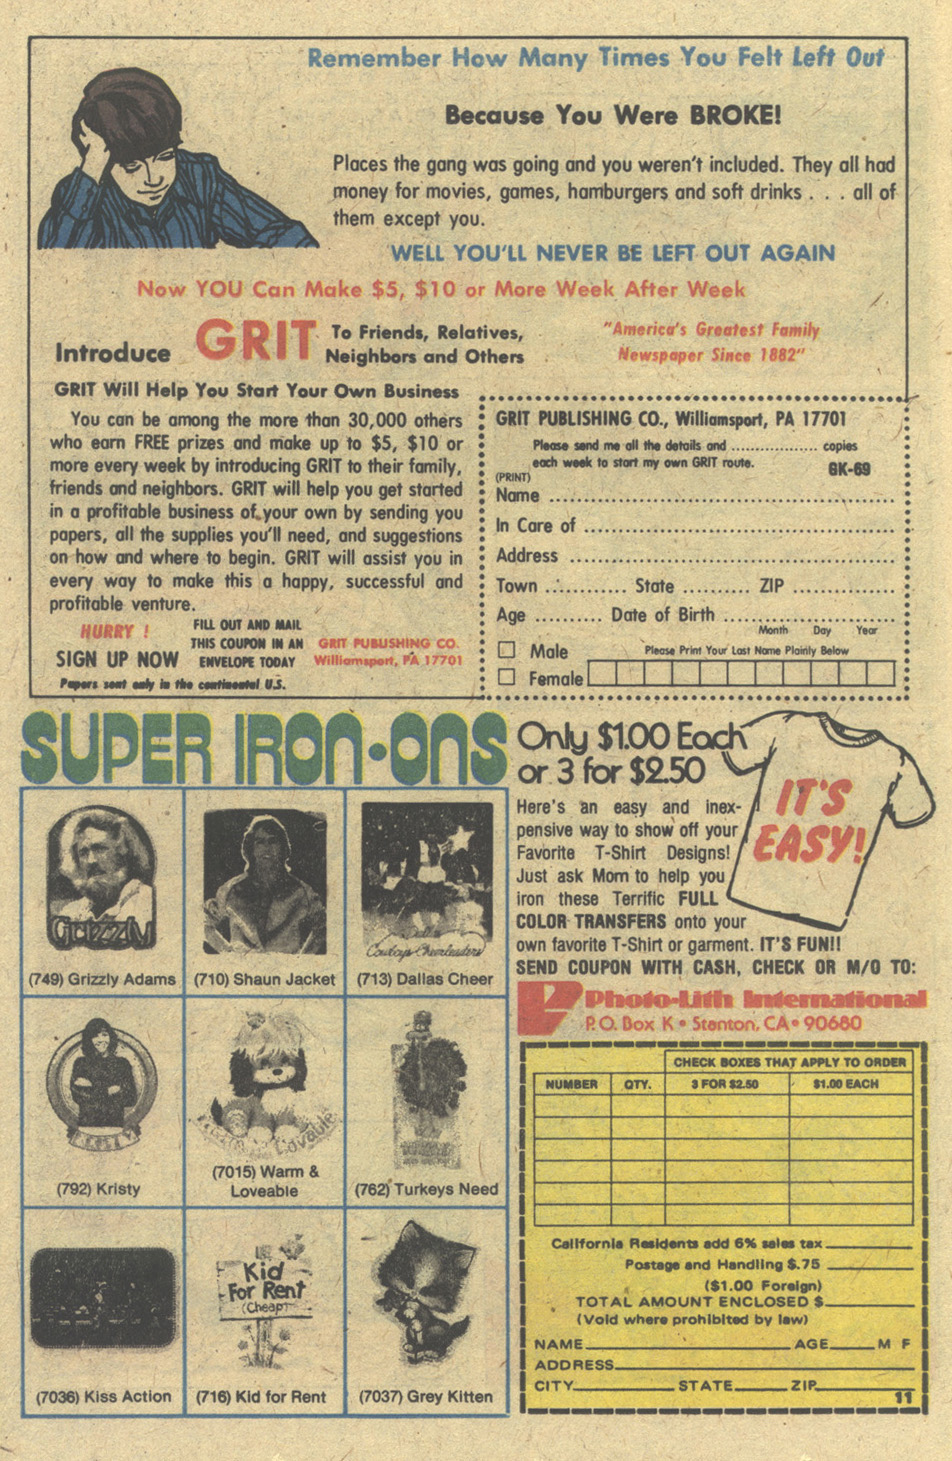 Remember How Many Times You Felt Left Out
Because You Were BROKE!
Places the gang was going and you weren't included. They all had
money for movies, games, hamburgers and soft drinks . . . all of
them except you.
WELL YOU'LL NEVER BE LEFT OUT AGAIN
Now YOU Can Make $5, $10 or More Week After Week
Introduce GRIT To Friends, Relatives,
Neighbors and Others
"America's Greatest Family
Newspaper Since 1882"
GRIT Will Help You Start Your Own Business
You can be among the more than 30,000 others
who earn FREE prizes and make up to $5, $10 or
more every week by introducing GRIT to their family,
friends and neighbors. GRIT will help you get started
in a profitable business of your own by sending you
papers, all the supplies you'll need, and suggestions
on how and where to begin. GRIT will assist you in
every way to make this a happy, successful and
profitable venture.
HURRY !
SIGN UP NOW
FILL OUT AND MAIL
THIS COUPON IN AN
ENVELOPE TODAY
GRIT PUBLISHING CO.
Williamsport, PA 17701
Papers sent only in the continental U.S.
GRIT PUBLISHING CO., Williamsport, PA 17701
Please send me all the details and .................... copies
each week to start my own GRIT route.
GK-69
(PRINT)
Name
In Care of
Address
Town ............ State .......... ZIP ..............
Age .......... Date of Birth
Month Day Year
Male
Female
Please Print Your Last Name Plainly Below
SUPER IRON-ONS
Grizzly
(749) Grizzly Adams
(710) Shaun Jacket
Dallas
Cowboys Cheerleaders
(713) Dallas Cheer
(792) Kristy
Lovable
(7015) Warm &
Loveable
(762) Turkeys Need
(7036) Kiss Action
Kid
For Rent
(Cheap)
(716) Kid for Rent
(7037) Grey Kitten
Only $1.00 Each
or 3 for $2.50
IT'S
EASY!
Here's an easy and inex-
pensive way to show off your
Favorite T-Shirt Designs!
Just ask Mom to help you
iron these Terrific FULL
COLOR TRANSFERS onto your
own favorite T-Shirt or garment. IT'S FUN!!
SEND COUPON WITH CASH, CHECK OR M/O TO:
Photo-Lith International
P.O. Box K • Stanton, CA • 90680
CHECK BOXES THAT APPLY TO ORDER
NUMBER QTY. 3 FOR $2.50 $1.00 EACH
California Residents add 6% sales tax
Postage and Handling $.75
($1.00 Foreign)
TOTAL AMOUNT ENCLOSED $
(Void where prohibited by law)
NAME AGE M F
ADDRESS
CITY STATE ZIP
11